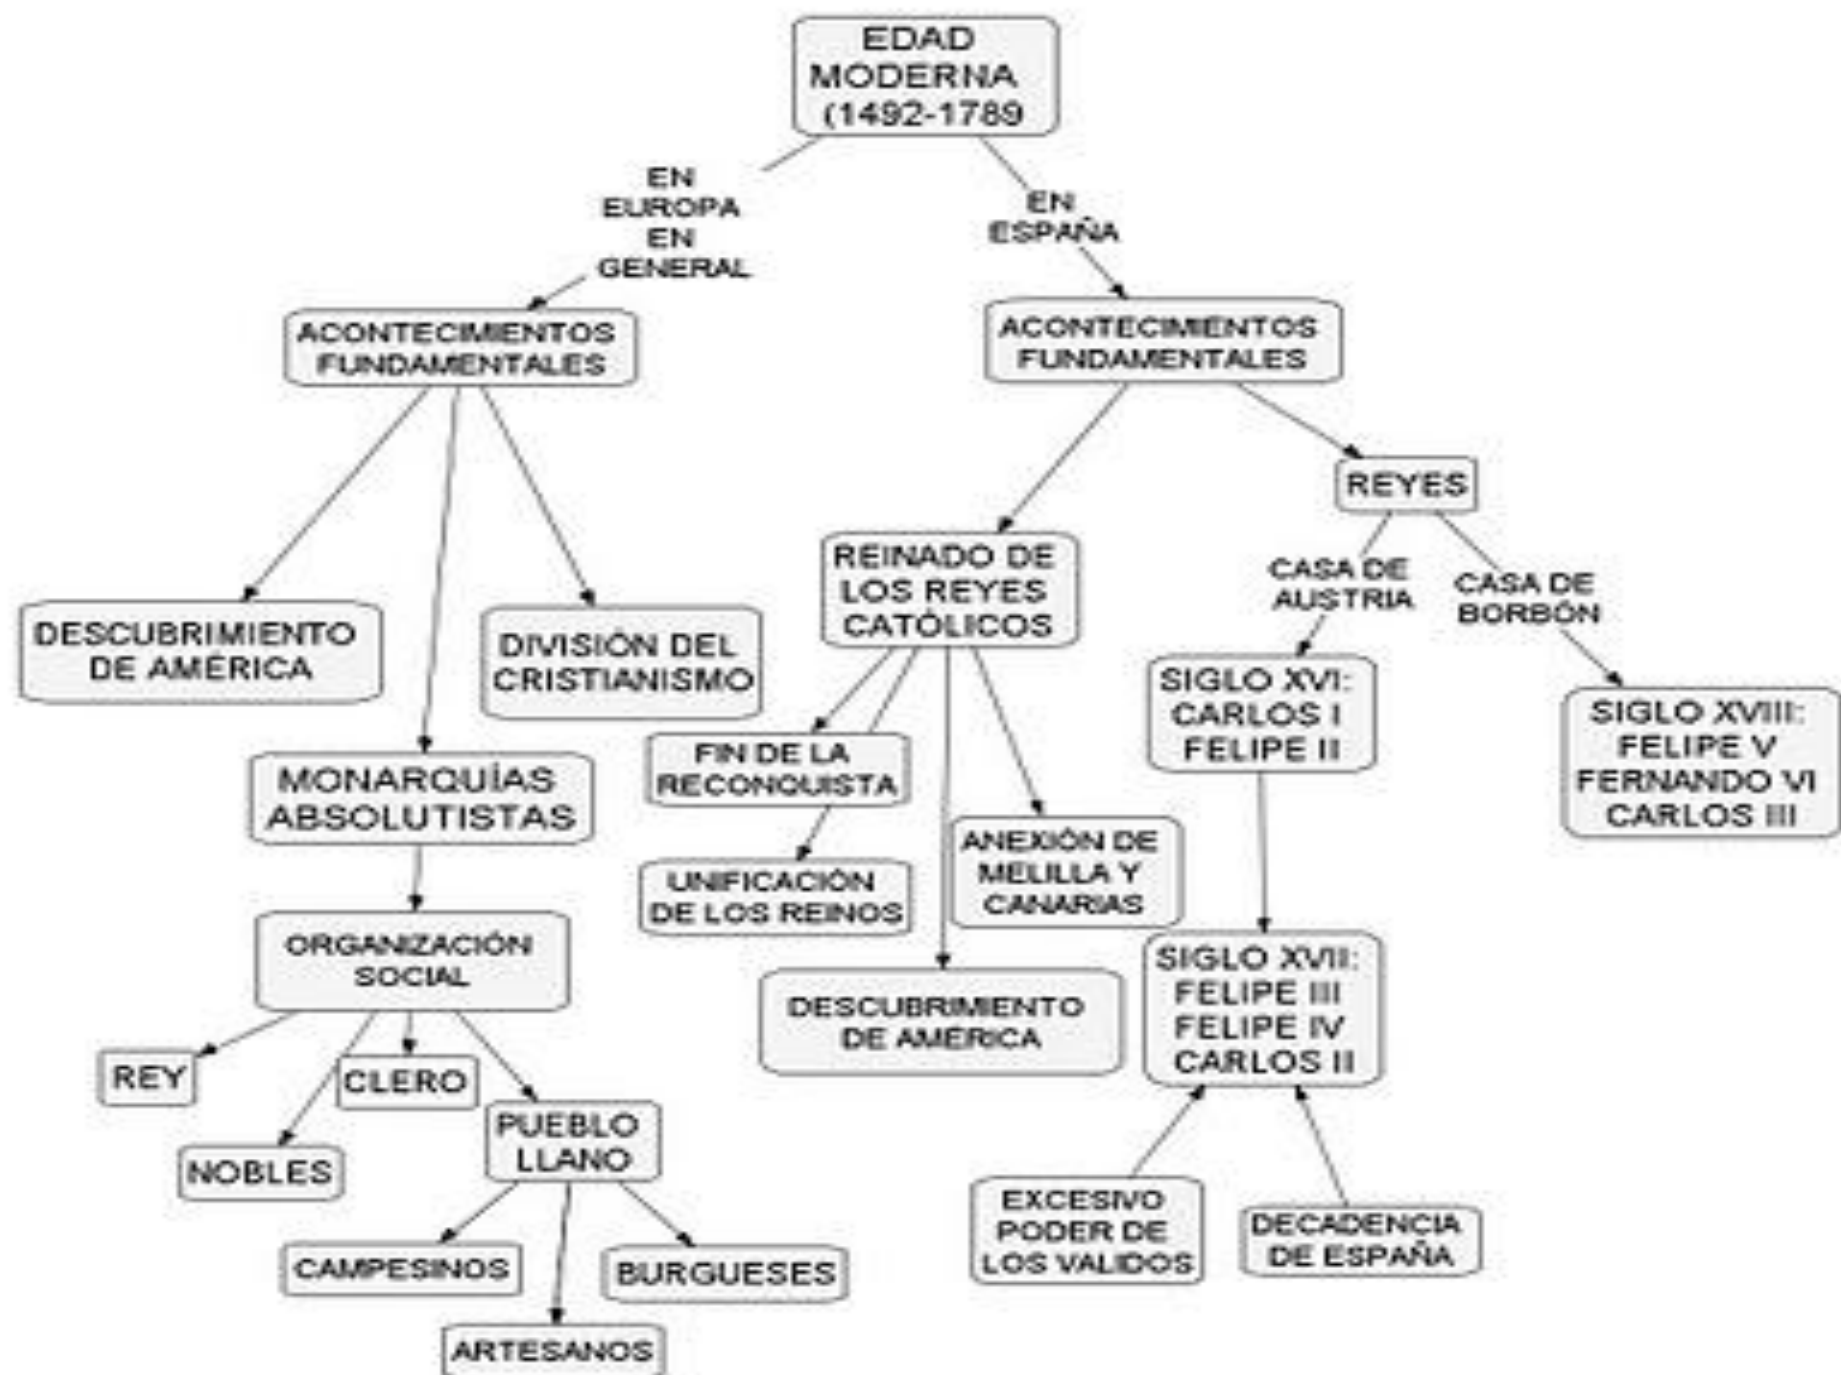 EDAD
MODERNA
(1492-1789
EN
EUROPA
EN
GENERAL
EN
ESPAÑA
ACONTECIMIENTOS
FUNDAMENTALES
ACONTECIMIENTOS
FUNDAMENTALES
REYES
DESCUBRIMIENTO
DE AMÉRICA
DIVISIÓN DEL
CRISTIANISMO
REINADO DE
LOS REYES
CATÓLICOS
CASA DE
AUSTRIA
CASA DE
BORBÓN
MONARQUÍAS
ABSOLUTISTAS
FIN DE LA
RECONQUISTA
SIGLO XVI:
CARLOS I
FELIPE II
SIGLO XVIII:
FELIPE V
FERNANDO VI
CARLOS III
UNIFICACIÓN
DE LOS REINOS
ANEXIÓN DE
MELILLA Y
CANARIAS
ORGANIZACIÓN
SOCIAL
DESCUBRIMIENTO
DE AMÉRICA
SIGLO XVII:
FELIPE III
FELIPE IV
CARLOS II
REY
CLERO
NOBLES
PUEBLO
LLANO
CAMPESINOS
BURGUESES
ARTESANOS
EXCESIVO
PODER DE
LOS VALIDOS
DECADENCIA
DE ESPAÑA